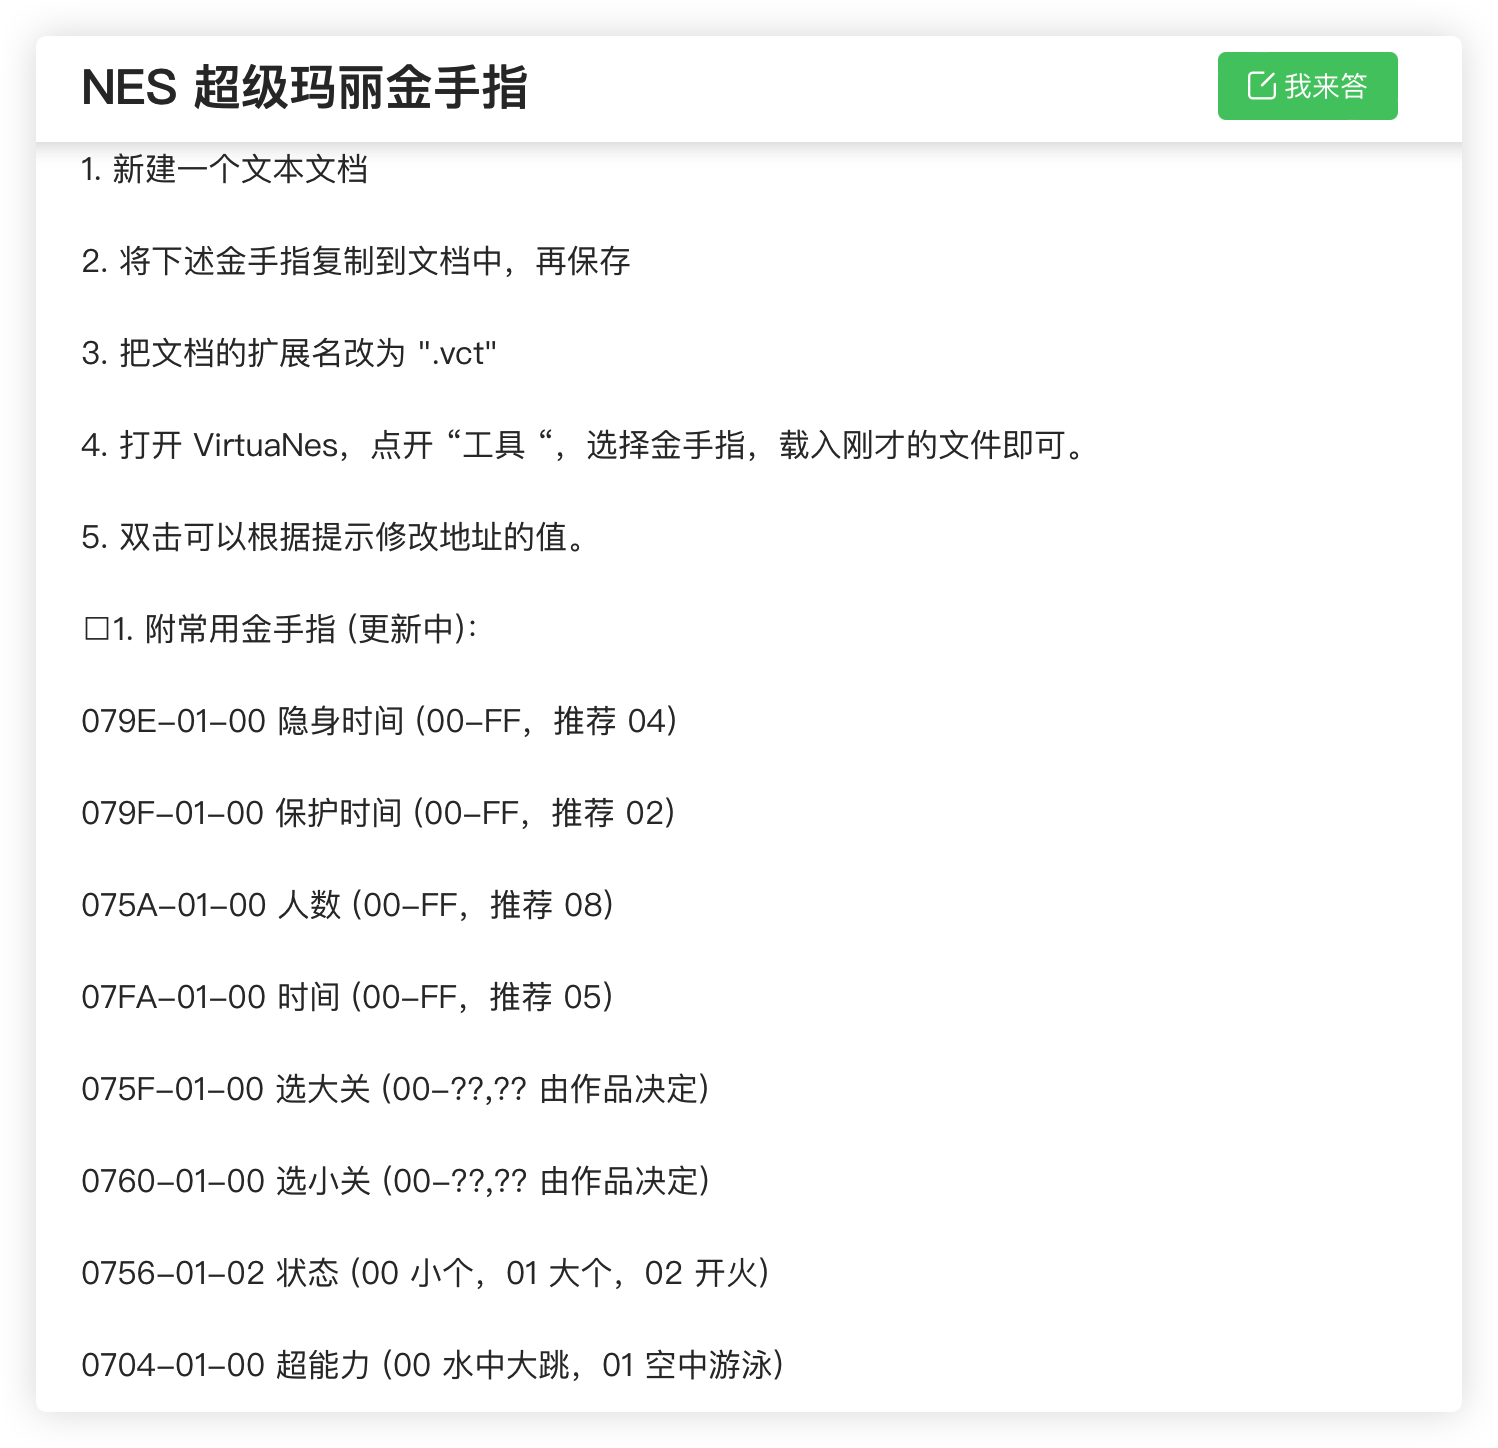 NES 超级玛丽金手指
我来答
1. 新建一个文本文档
2. 将下述金手指复制到文档中，再保存
3. 把文档的扩展名改为 ".vct"
4. 打开 VirtuaNes，点开 “工具 “，选择金手指，载入刚才的文件即可。
5. 双击可以根据提示修改地址的值。
□1. 附常用金手指 (更新中)：
079E-01-00 隐身时间 (00-FF，推荐 04)
079F-01-00 保护时间 (00-FF，推荐 02)
075A-01-00 人数 (00-FF，推荐 08)
07FA-01-00 时间 (00-FF，推荐 05)
075F-01-00 选大关 (00-??,?? 由作品决定)
0760-01-00 选小关 (00-??,?? 由作品决定)
0756-01-02 状态 (00 小个，01 大个，02 开火)
0704-01-00 超能力 (00 水中大跳，01 空中游泳)